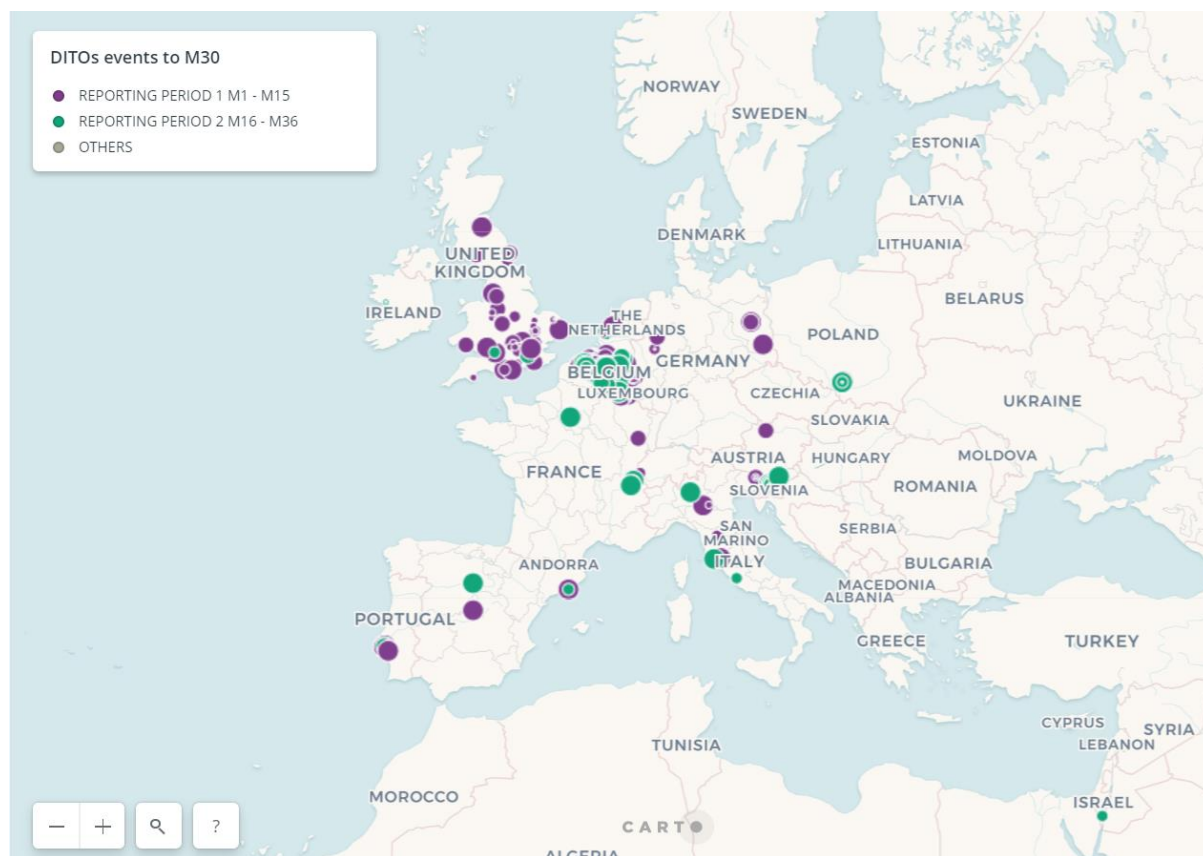 DITOs events to M30
REPORTING PERIOD 1 M1 - M15
REPORTING PERIOD 2 M16 - M36
OTHERS
NORWAY
SWEDEN
ESTONIA
LATVIA
LITHUANIA
DENMARK
UNITED
KINGDOM
IRELAND
THE
NETHERLANDS
BELARUS
POLAND
GERMANY
BELGIUM
LUXEMBOURG
CZECHIA
UKRAINE
SLOVAKIA
AUSTRIA
HUNGARY
MOLDOVA
FRANCE
SLOVENIA
ROMANIA
SAN
MARINO
SERBIA
ITALY
ANDORRA
BULGARIA
MACEDONIA
ALBANIA
PORTUGAL
GREECE
TURKEY
CYPRUS
SYRIA
LEBANON
TUNISIA
MOROCCO
ISRAEL
− + ?
CARTO
ALGERIA